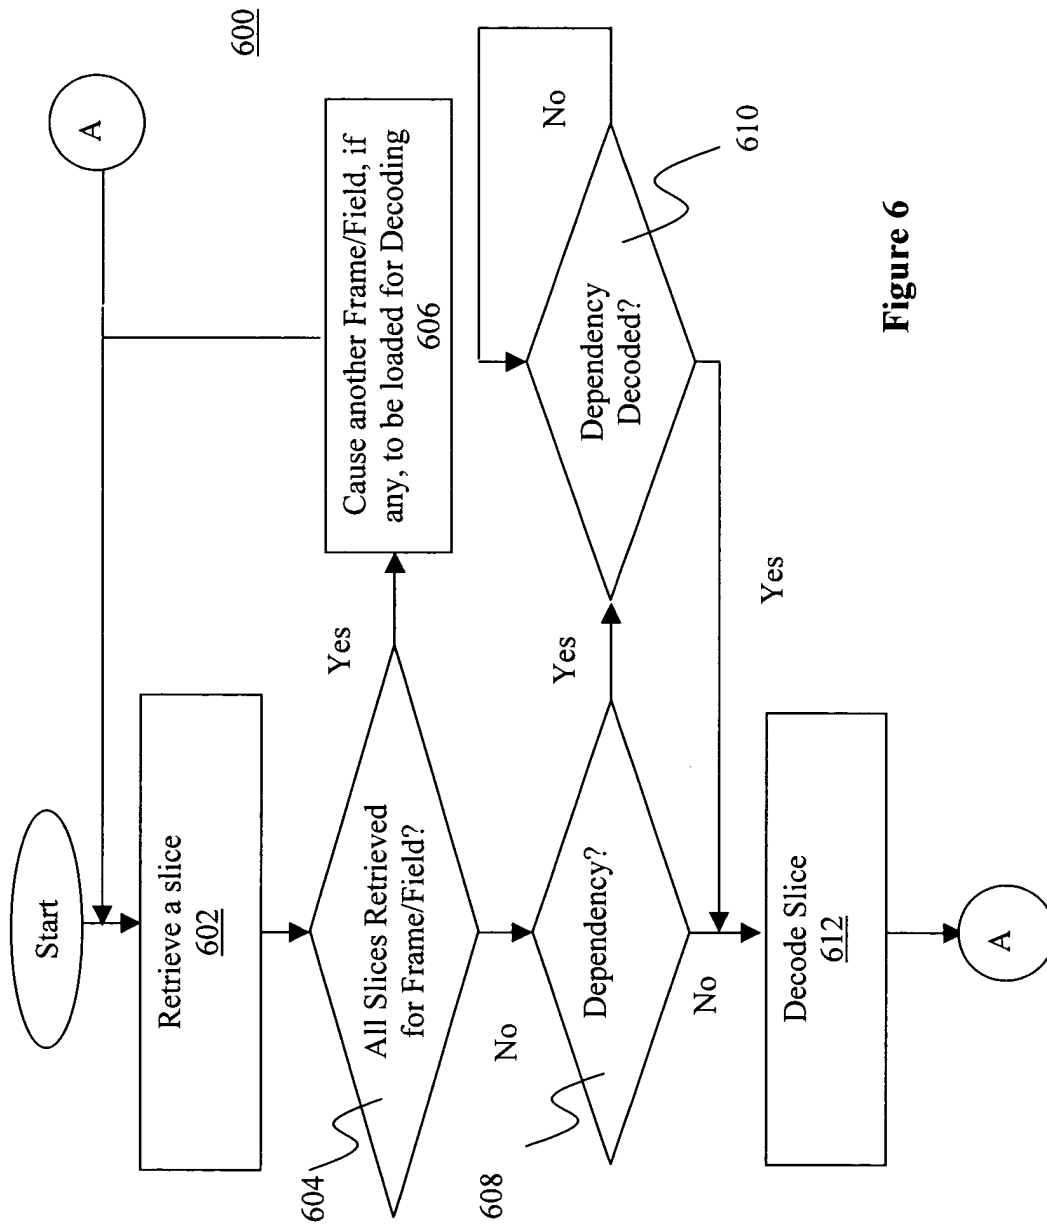 600
Start
A
Retrieve a slice
602
604
All Slices Retrieved
for Frame/Field?
Yes
Cause another Frame/Field, if
any, to be loaded for Decoding
606
No
608
Dependency?
Yes
Dependency
Decoded?
No
610
No
Yes
Decode Slice
612
A
Figure 6